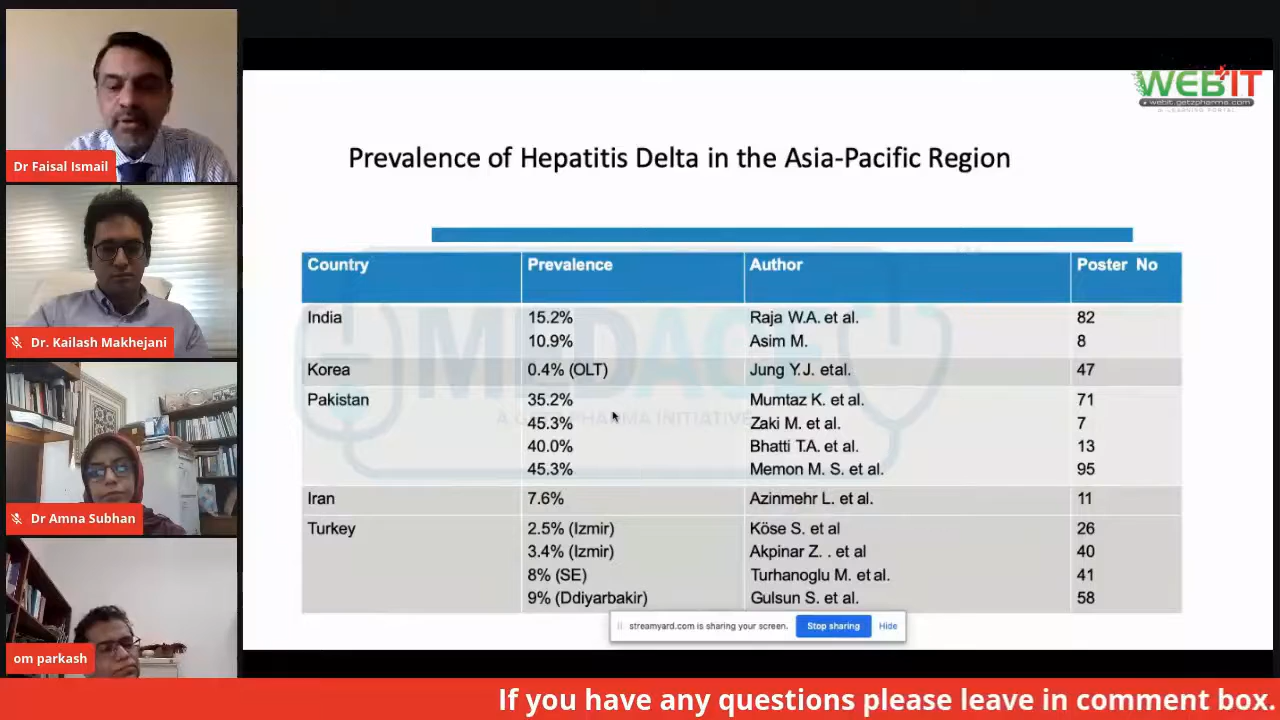 Dr Faisal Ismail
Dr. Kailash Makhejani
Dr Amna Subhan
om parkash
WEBIT
webit.getzpharma.com
A LEARNING PORTAL
Prevalence of Hepatitis Delta in the Asia-Pacific Region
Country Prevalence Author Poster No
India 15.2% Raja W.A. et al. 82
10.9% Asim M. 8
Korea 0.4% (OLT) Jung Y.J. etal. 47
Pakistan 35.2% Mumtaz K. et al. 71
45.3% Zaki M. et al. 7
40.0% Bhatti T.A. et al. 13
45.3% Memon M. S. et al. 95
Iran 7.6% Azinmehr L. et al. 11
Turkey 2.5% (Izmir) Köse S. et al 26
3.4% (Izmir) Akpinar Z. . et al 40
8% (SE) Turhanoglu M. et al. 41
9% (Ddiyarbakir) Gulsun S. et al. 58
MEDACE
A GETZ PHARMA INITIATIVE
streamyard.com is sharing your screen. Stop sharing Hide
If you have any questions please leave in comment box.